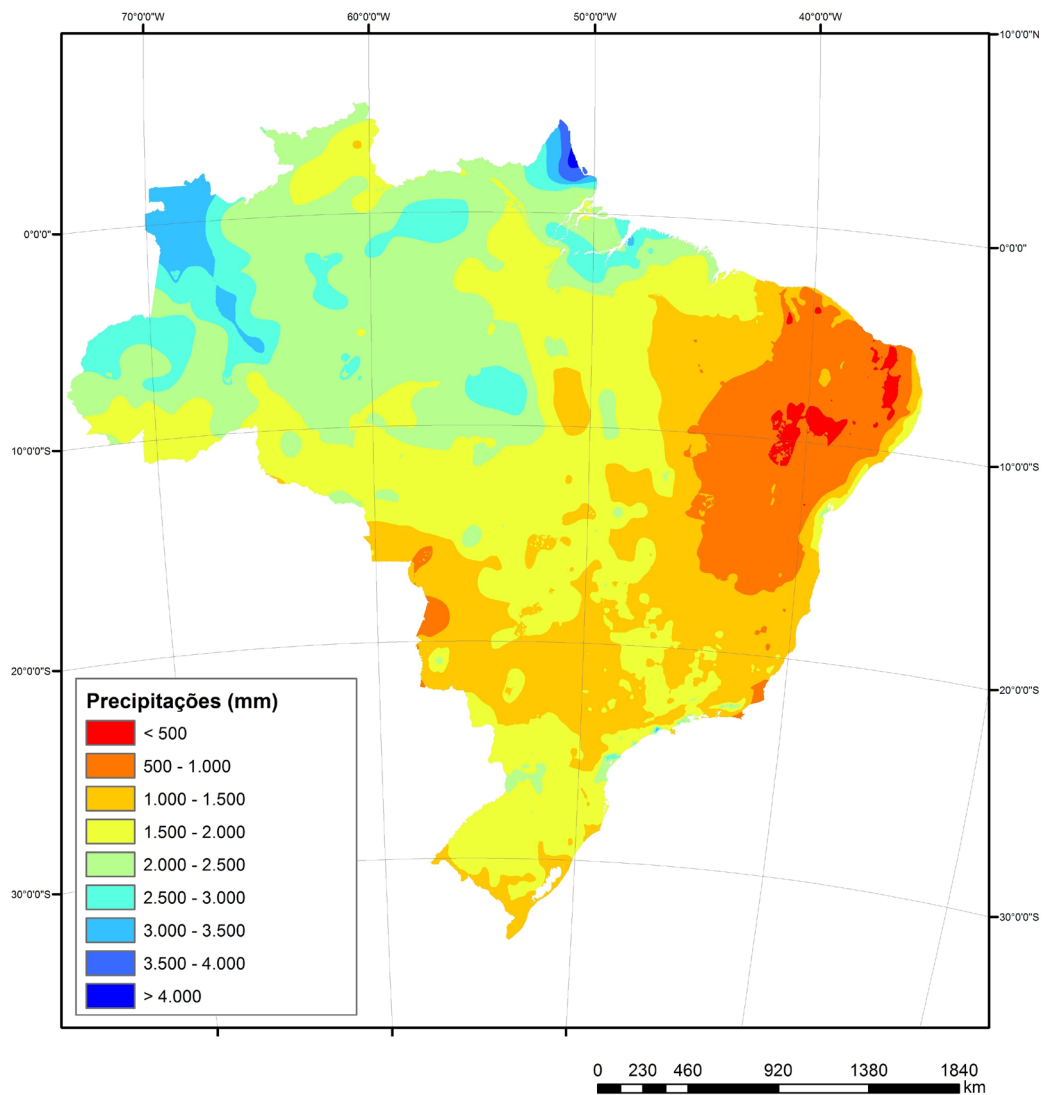 70°0'0"W 60°0'0"W 50°0'0"W 40°0'0"W
10°0'0"N
0°0'0" 0°0'0"
10°0'0"S 10°0'0"S
20°0'0"S 20°0'0"S
30°0'0"S 30°0'0"S
Precipitações (mm)
< 500
500 - 1.000
1.000 - 1.500
1.500 - 2.000
2.000 - 2.500
2.500 - 3.000
3.000 - 3.500
3.500 - 4.000
> 4.000
0 230 460 920 1380 1840
km